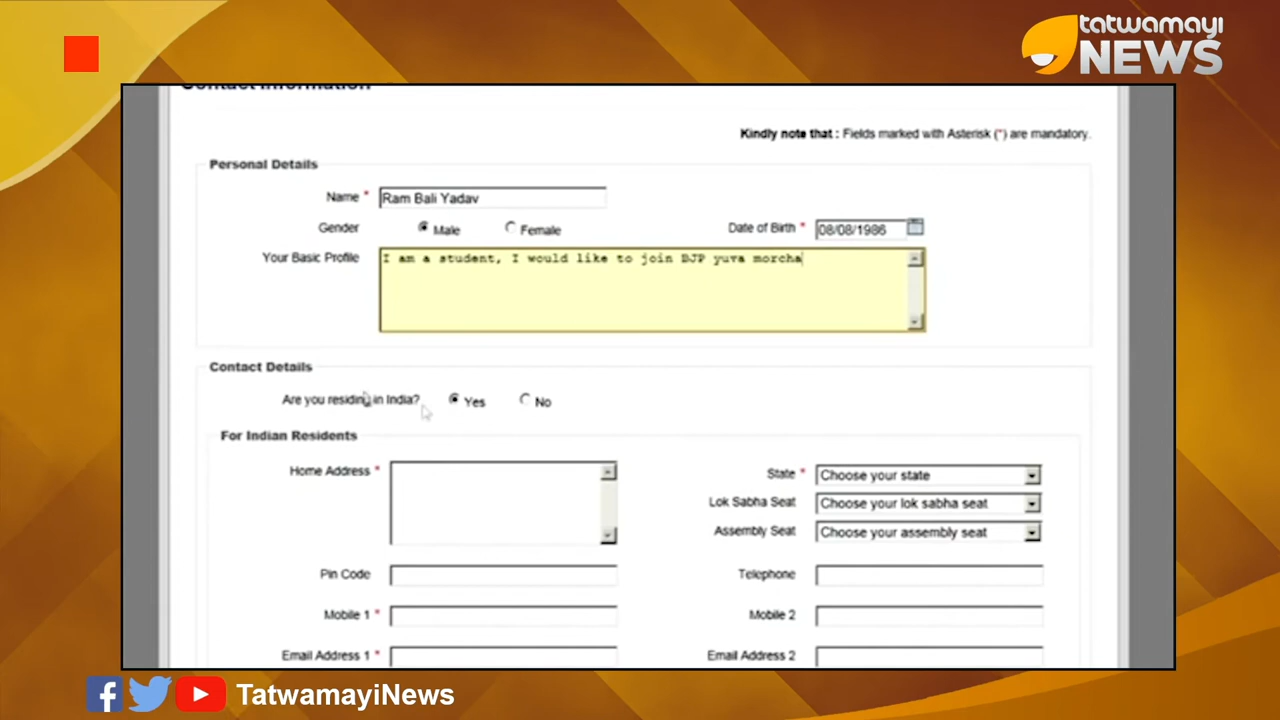 tatwamayi
NEWS
Contact Information
Kindly note that : Fields marked with Asterisk (*) are mandatory.
Personal Details
Name * Ram Bali Yadav
Gender Male Female Date of Birth * 08/08/1986
Your Basic Profile I am a student, I would like to join BJP yuva morcha
Contact Details
Are you residing in India? Yes No
For Indian Residents
Home Address * State * Choose your state
Lok Sabha Seat Choose your lok sabha seat
Assembly Seat Choose your assembly seat
Pin Code Telephone
Mobile 1 * Mobile 2
Email Address 1 * Email Address 2
TatwamayiNews